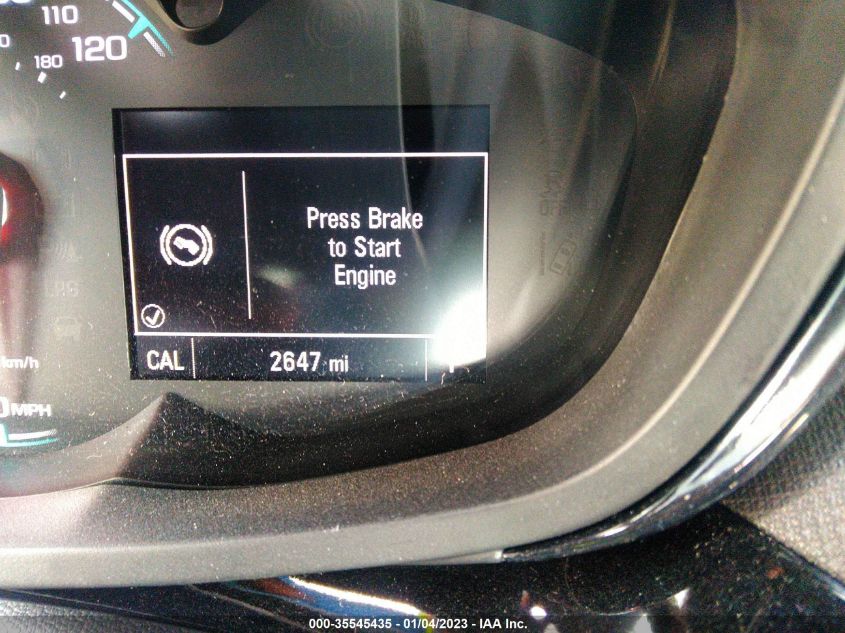 110
120
180
Press Brake
to Start
Engine
CAL 2647 mi
km/h
MPH
000-35545435 - 01/04/2023 - IAA Inc.